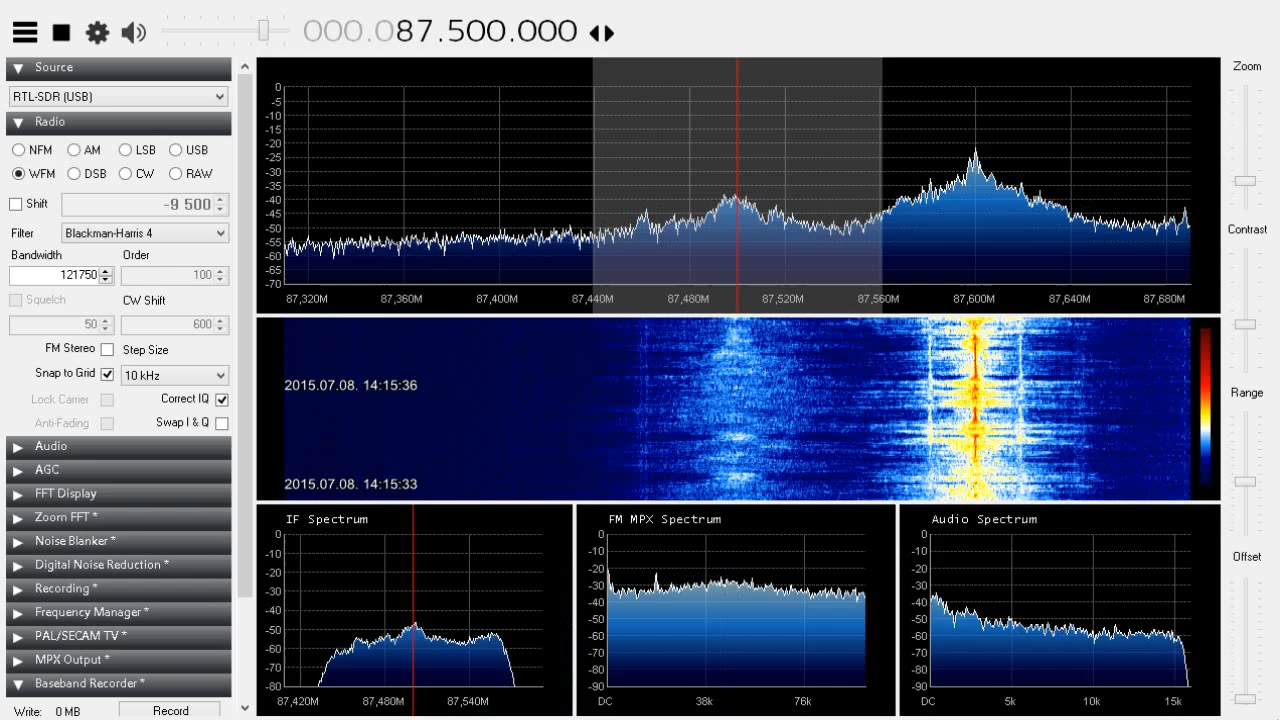 000.087.500.000
Source
RTL-SDR (USB)
Radio
NFM AM LSB USB
WFM DSB CW RAW
Shift -9 500
Filter Blackman-Harris 4
Bandwidth Order
121750 100
Squelch CW Shift
50 600
FM Stereo Step Size
Snap to Grid 10 kHz
Lock Carrier Correct IQ
Anti-Fading Swap I & Q
Audio
AGC
FFT Display
Zoom FFT *
Noise Blanker *
Digital Noise Reduction *
Recording *
Frequency Manager *
PAL/SECAM TV *
MPX Output *
Baseband Recorder *
Write: 0 MB Record
0
-5
-10
-15
-20
-25
-30
-35
-40
-45
-50
-55
-60
-65
-70
87,320M 87,360M 87,400M 87,440M 87,480M 87,520M 87,560M 87,600M 87,640M 87,680M
2015.07.08. 14:15:36
2015.07.08. 14:15:33
IF Spectrum
0
-10
-20
-30
-40
-50
-60
-70
-80
87,420M 87,480M 87,540M
FM MPX Spectrum
0
-10
-20
-30
-40
-50
-60
-70
-80
-90
DC 38k 76k
Audio Spectrum
0
-10
-20
-30
-40
-50
-60
-70
-80
-90
DC 5k 10k 15k
Zoom
Contrast
Range
Offset